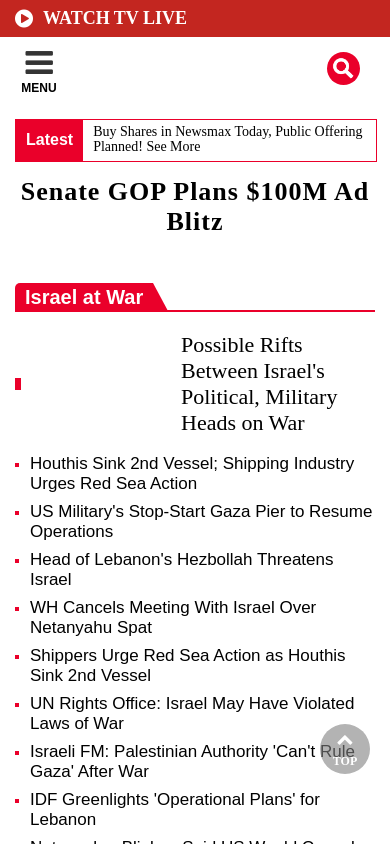 WATCH TV LIVE
MENU
Latest
Buy Shares in Newsmax Today, Public Offering
Planned! See More
Senate GOP Plans $100M Ad
Blitz
Israel at War
Possible Rifts
Between Israel's
Political, Military
Heads on War
Houthis Sink 2nd Vessel; Shipping Industry
Urges Red Sea Action
US Military's Stop-Start Gaza Pier to Resume
Operations
Head of Lebanon's Hezbollah Threatens
Israel
WH Cancels Meeting With Israel Over
Netanyahu Spat
Shippers Urge Red Sea Action as Houthis
Sink 2nd Vessel
UN Rights Office: Israel May Have Violated
Laws of War
Israeli FM: Palestinian Authority 'Can't Rule
Gaza' After War
TOP
IDF Greenlights 'Operational Plans' for
Lebanon